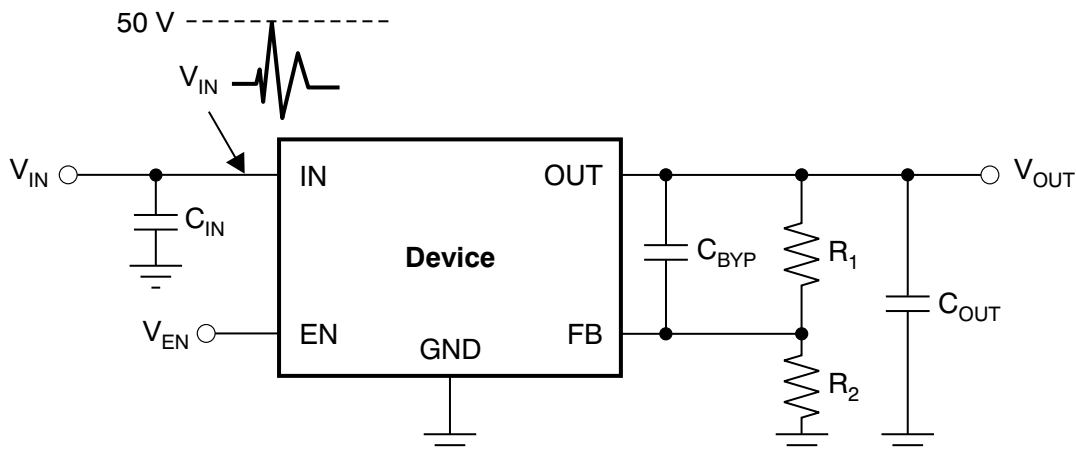 50 V
V_IN
V_IN
IN
OUT
V_OUT
C_IN
Device
C_BYP
R_1
C_OUT
V_EN
EN
GND
FB
R_2